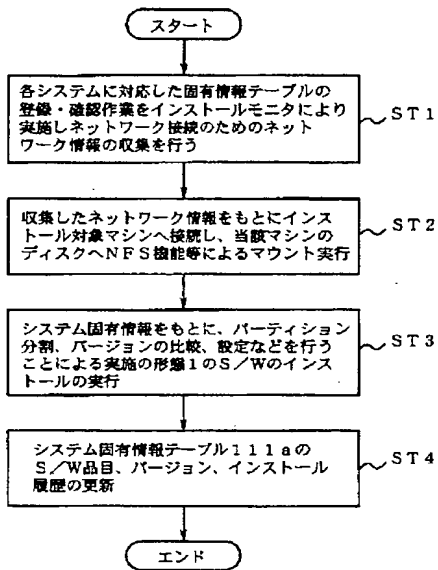 スタート
各システムに対応した固有情報テーブルの
登録・確認作業をインストールモニタにより
実施しネットワーク接続のためのネット
ワーク情報の収集を行う
ST1
収集したネットワーク情報をもとにインス
トール対象マシンへ接続し、当該マシンの
ディスクへNFS機能等によるマウント実行
ST2
システム固有情報をもとに、パーティション
分割、バージョンの比較、設定などを行う
ことによる実施の形態1のS/Wのインス
トールの実行
ST3
システム固有情報テーブル111aの
S/W品目、バージョン、インストール
履歴の更新
ST4
エンド